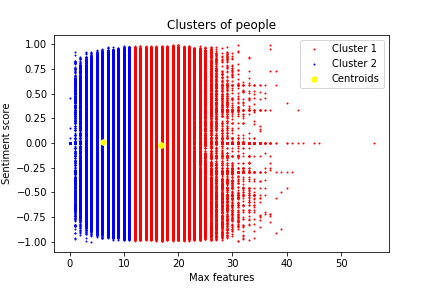 Clusters of people
Cluster 1
Cluster 2
Centroids
Sentiment score
1.00
0.75
0.50
0.25
0.00
−0.25
−0.50
−0.75
−1.00
0 10 20 30 40 50
Max features